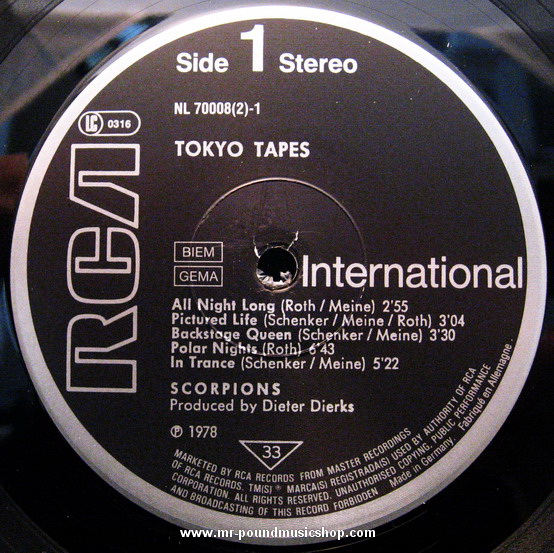 Side 1 Stereo
NL 70008(2)-1
LC 0316
TOKYO TAPES
RCA
BIEM
GEMA
International
All Night Long (Roth / Meine) 2'55
Pictured Life (Schenker / Meine / Roth) 3'04
Backstage Queen (Schenker / Meine) 3'30
Polar Nights (Roth) 6'43
In Trance (Schenker / Meine) 5'22
SCORPIONS
Produced by Dieter Dierks
℗ 1978
33
MARKETED BY RCA RECORDS FROM MASTER RECORDINGS
OF RCA RECORDS. TM(S)® MARCA(S) REGISTRADA(S) USED BY AUTHORITY OF RCA
CORPORATION. ALL RIGHTS RESERVED. UNAUTHORISED COPYING, PUBLIC PERFORMANCE
AND BROADCASTING OF THIS RECORD FORBIDDEN
Made in Germany. Fabriqué en Allemagne.
www.mr-poundmusicshop.com